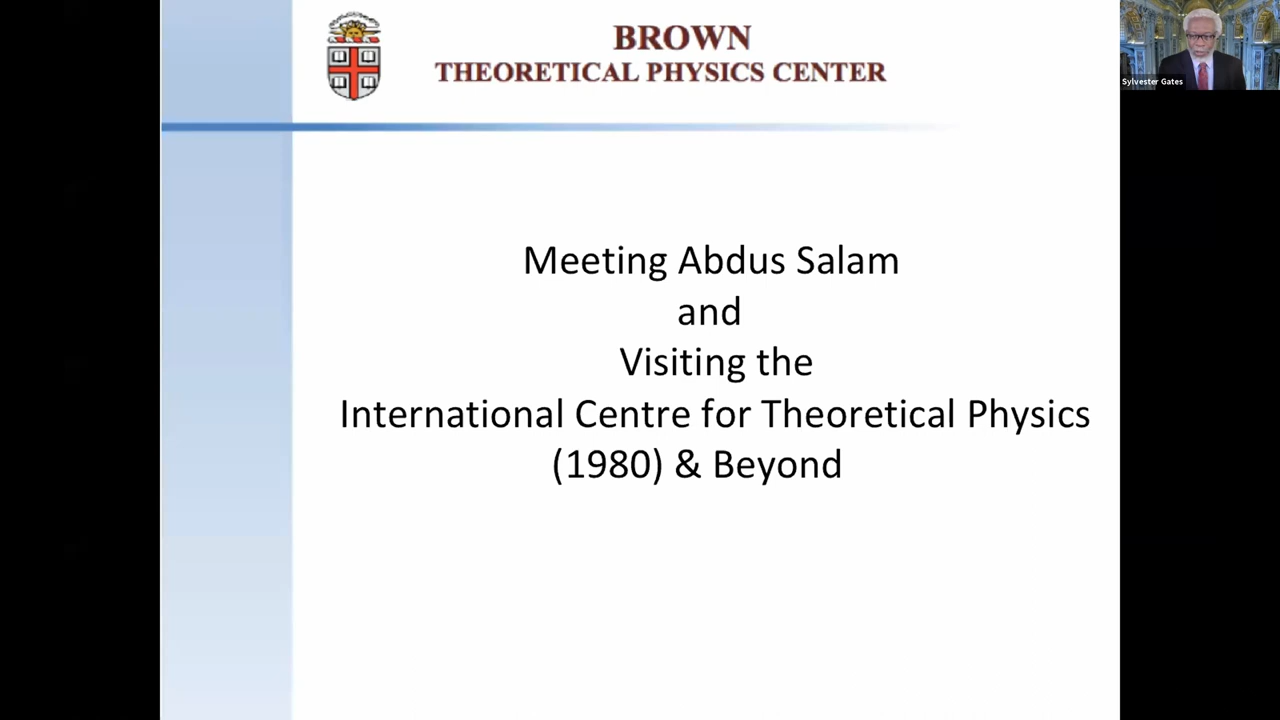 BROWN
THEORETICAL PHYSICS CENTER
Sylvester Gates
Meeting Abdus Salam
and
Visiting the
International Centre for Theoretical Physics
(1980) & Beyond